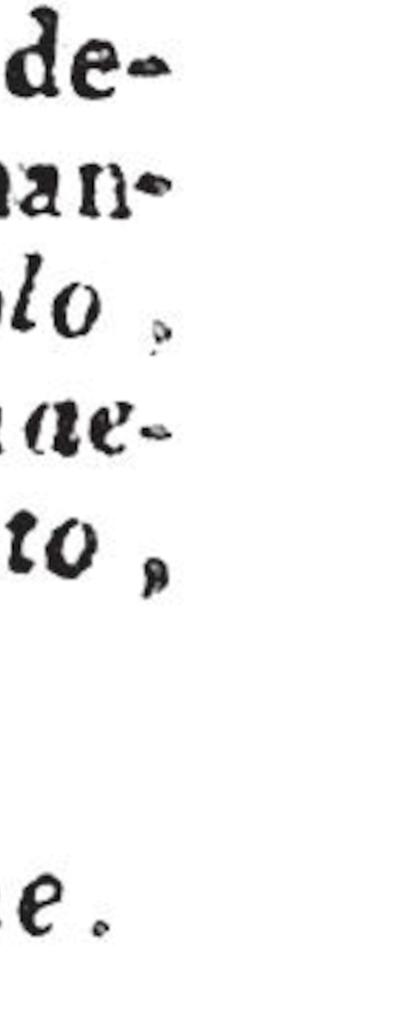 de-
an-
lo ,
ae-
to ,
e .